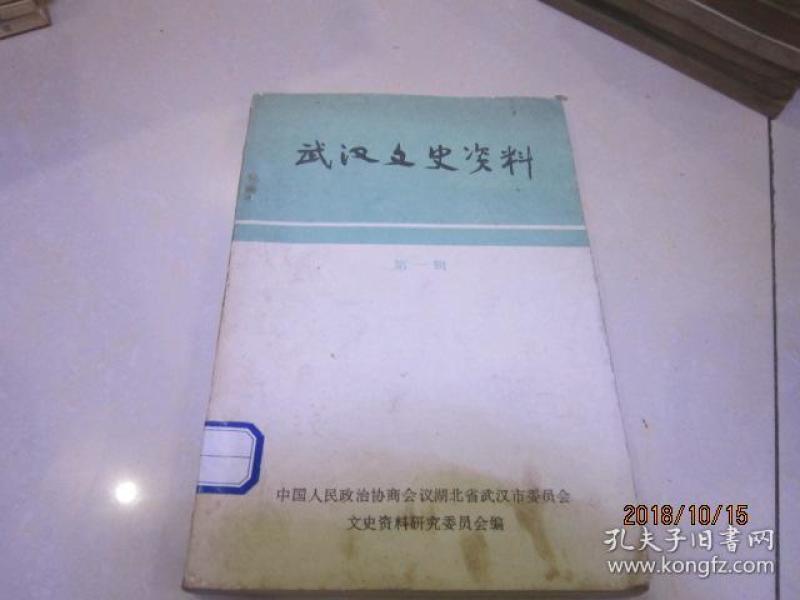 武汉文史资料
第一辑
中国人民政治协商会议湖北省武汉市委员会
文史资料研究委员会编
2018/10/15
孔夫子旧书网
www.kongfz.com